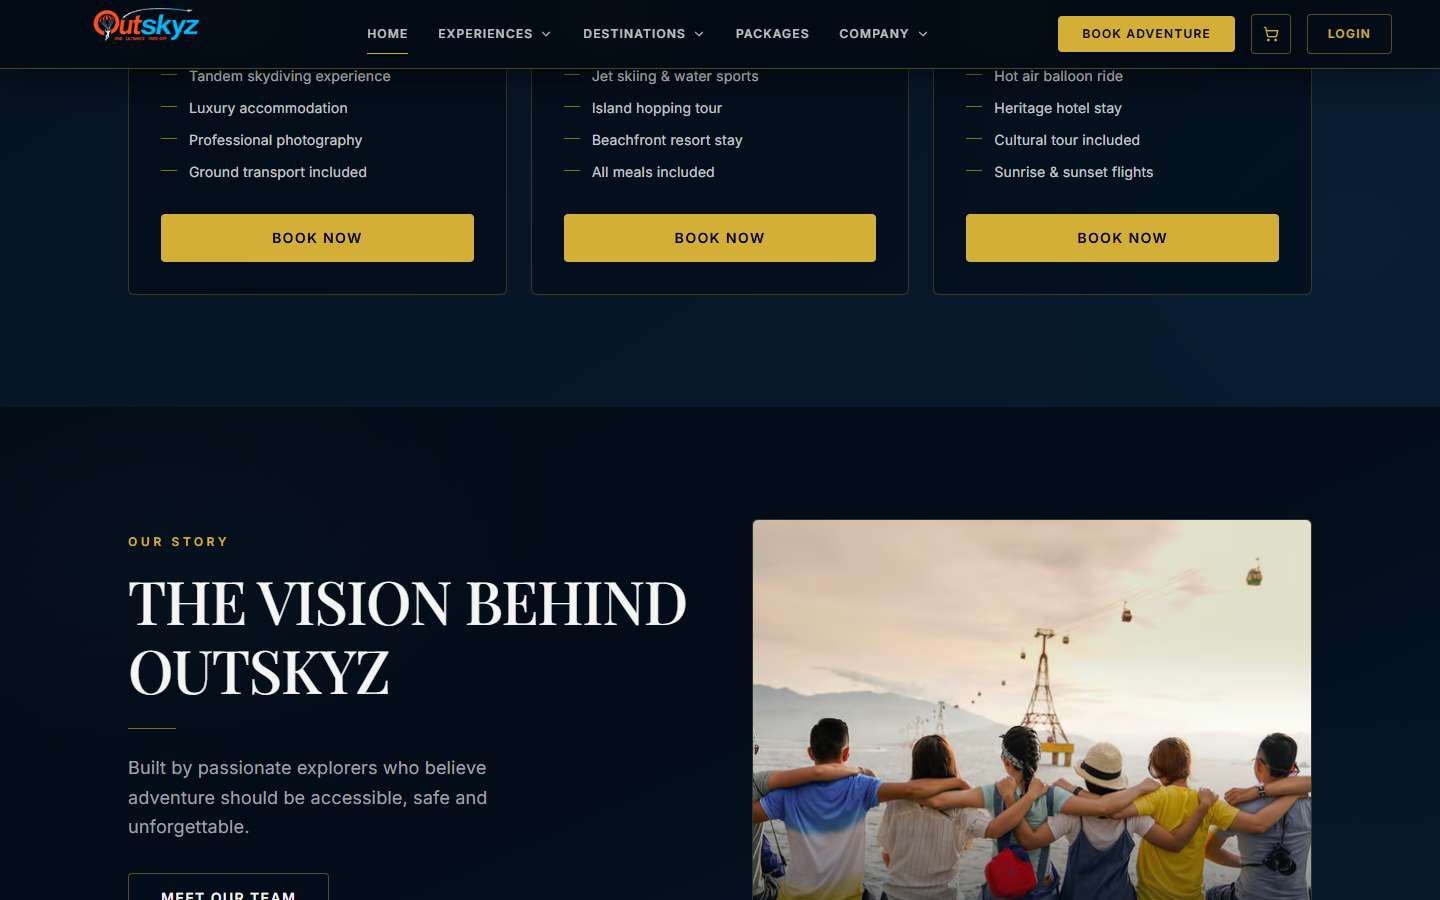 Outskyz
HOME EXPERIENCES DESTINATIONS PACKAGES COMPANY BOOK ADVENTURE LOGIN
Tandem skydiving experience
Luxury accommodation
Professional photography
Ground transport included
BOOK NOW
Jet skiing & water sports
Island hopping tour
Beachfront resort stay
All meals included
BOOK NOW
Hot air balloon ride
Heritage hotel stay
Cultural tour included
Sunrise & sunset flights
BOOK NOW
OUR STORY
THE VISION BEHIND
OUTSKYZ
Built by passionate explorers who believe
adventure should be accessible, safe and
unforgettable.
MEET OUR TEAM